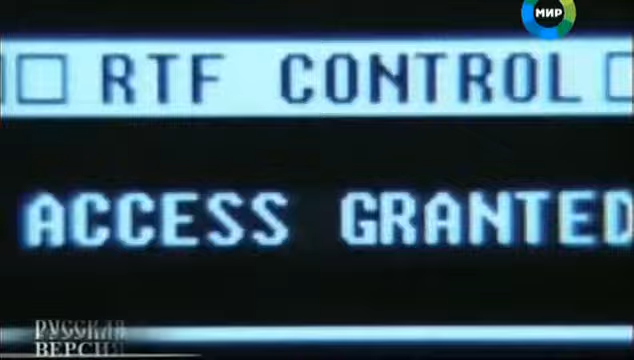 МИР
RTF CONTROL
ACCESS GRANTED
РУССКАЯ
ВЕРСИЯ